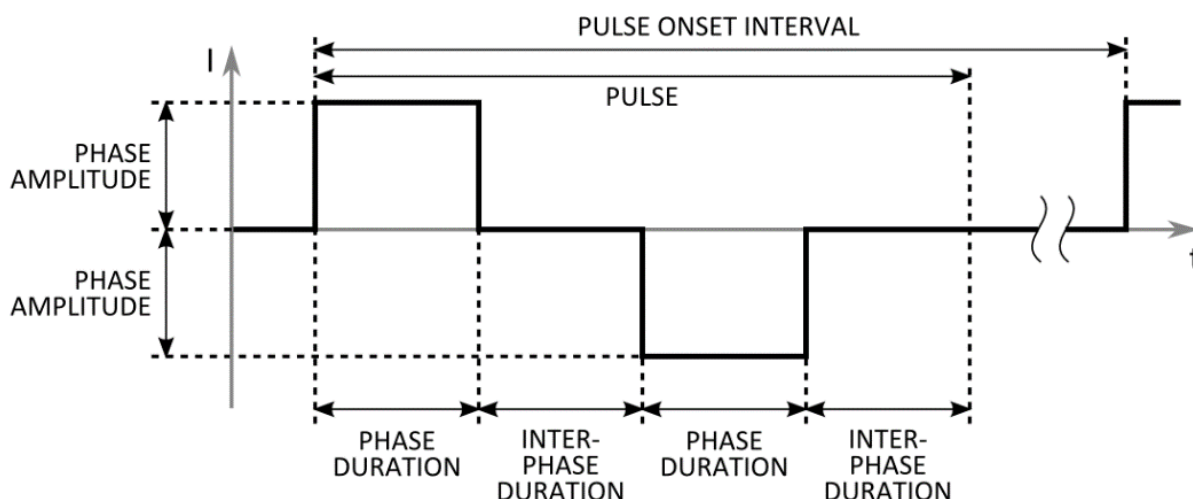 PULSE ONSET INTERVAL
I
PULSE
PHASE
AMPLITUDE
PHASE
AMPLITUDE
t
PHASE
DURATION
INTER-
PHASE
DURATION
PHASE
DURATION
INTER-
PHASE
DURATION